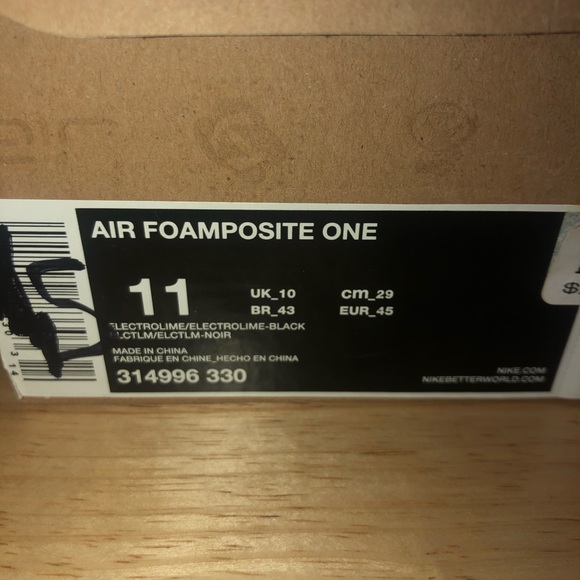 AIR FOAMPOSITE ONE
11
UK_10 cm_29
BR_43 EUR_45
ELECTROLIME/ELECTROLIME-BLACK
LCTLM/ELCTLM-NOIR
MADE IN CHINA
FABRIQUE EN CHINE_HECHO EN CHINA
314996 330
NIKE.COM
NIKEBETTERWORLD.COM
$